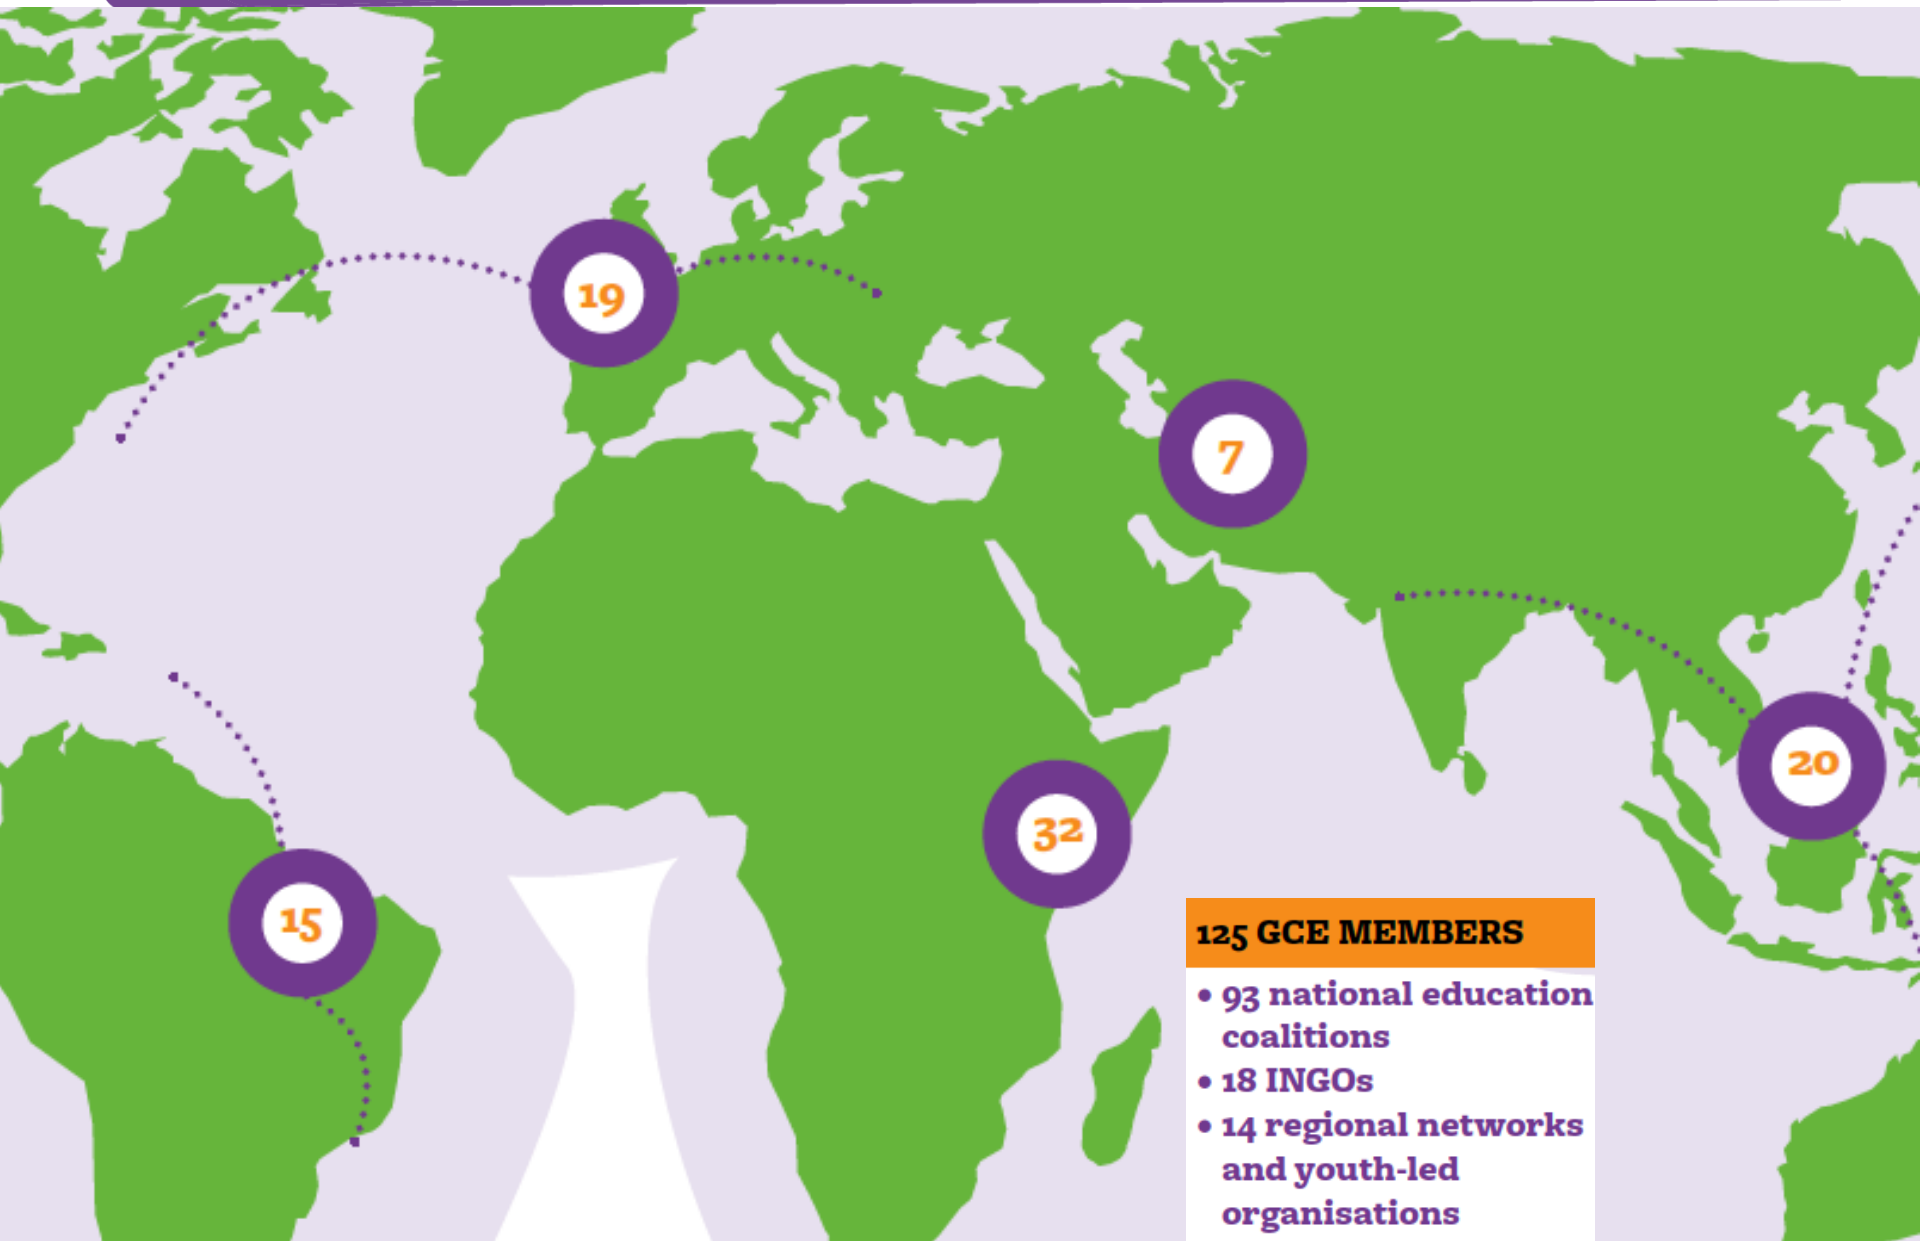 19
7
20
32
15
125 GCE MEMBERS
• 93 national education
coalitions
• 18 INGOs
• 14 regional networks
and youth-led
organisations